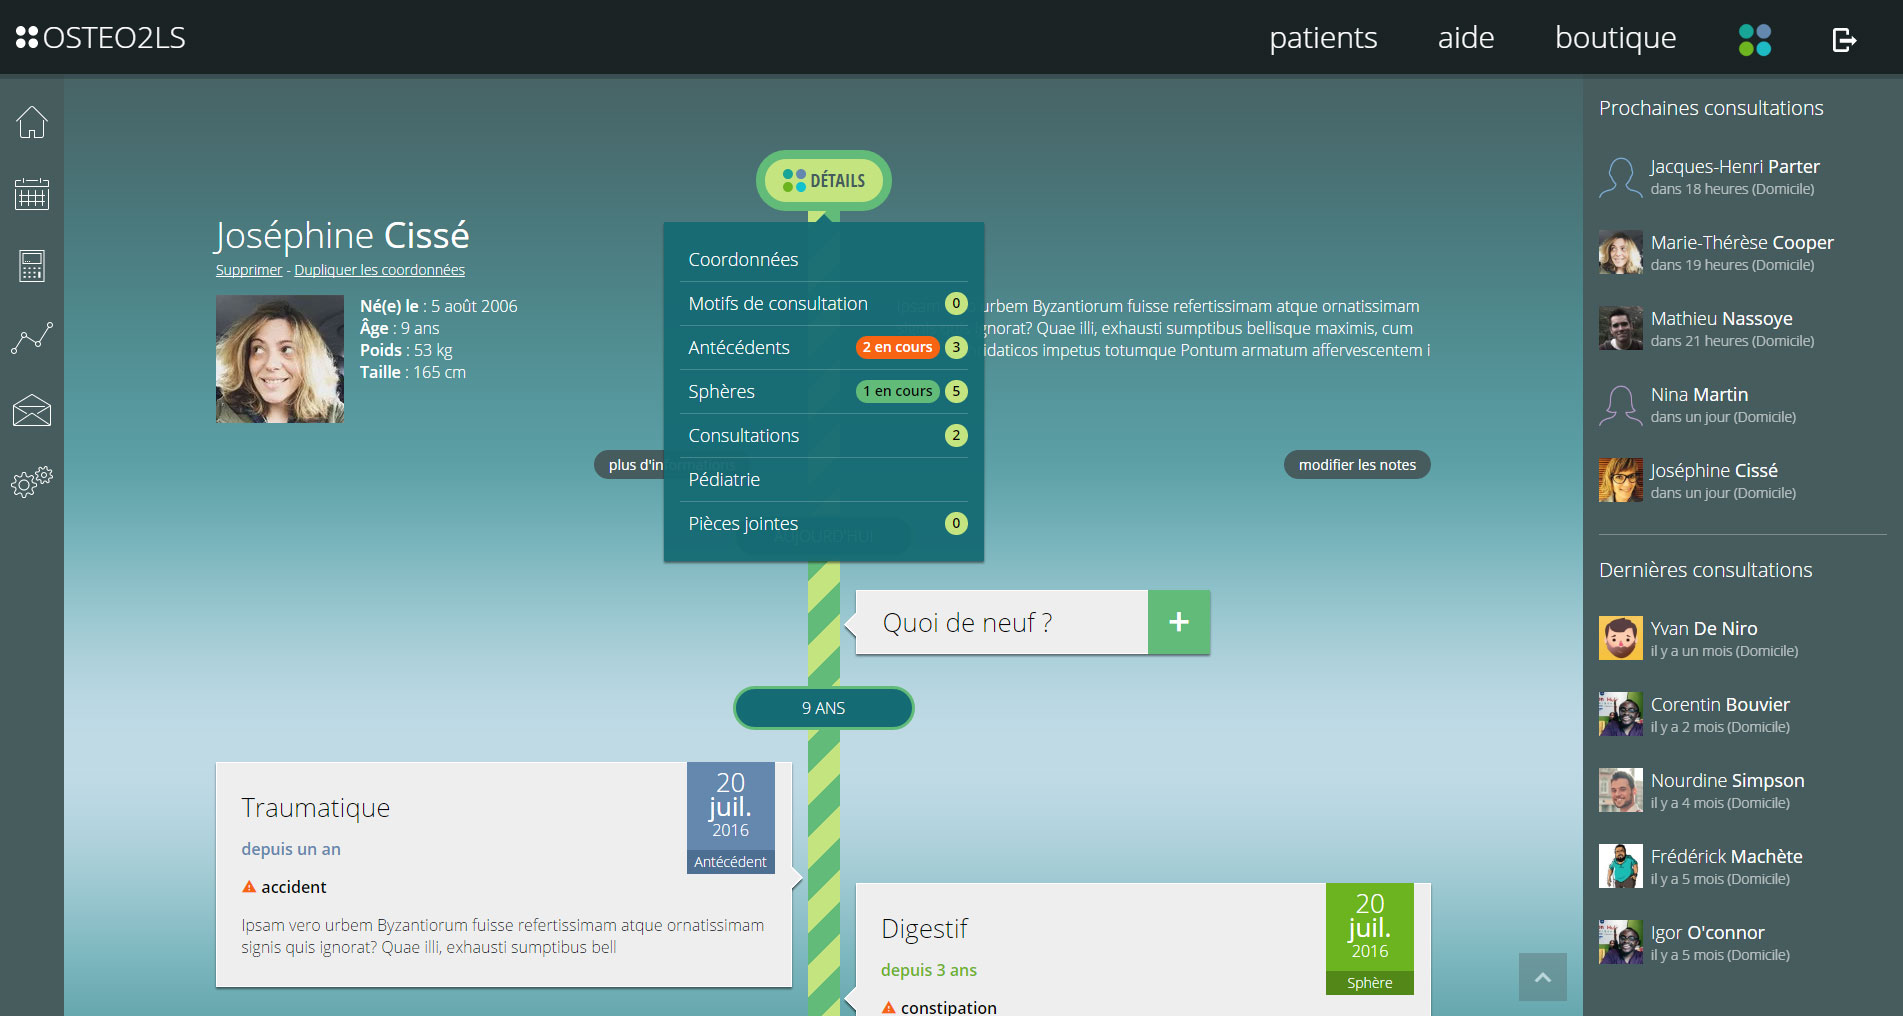 OSTEO2LS
patients
aide
boutique
DÉTAILS
Joséphine Cissé
Supprimer - Dupliquer les coordonnées
Né(e) le : 5 août 2006
Âge : 9 ans
Poids : 53 kg
Taille : 165 cm
Coordonnées
Motifs de consultation 0
Antécédents 2 en cours 3
Sphères 1 en cours 5
Consultations 2
Pédiatrie
Pièces jointes 0
urbem Byzantiorum fuisse refertissimam atque ornatissimam
ignorat? Quae illi, exhausti sumptibus bellisque maximis, cum
idaticos impetus totumque Pontum armatum affervescentem i
plus d'informations
modifier les notes
AUJOURD'HUI
Quoi de neuf ?
9 ANS
Traumatique
depuis un an
accident
Ipsam vero urbem Byzantiorum fuisse refertissimam atque ornatissimam
signis quis ignorat? Quae illi, exhausti sumptibus bell
20
juil.
2016
Antécédent
Digestif
depuis 3 ans
constipation
20
juil.
2016
Sphère
Prochaines consultations
Jacques-Henri Parter
dans 18 heures (Domicile)
Marie-Thérèse Cooper
dans 19 heures (Domicile)
Mathieu Nassoye
dans 21 heures (Domicile)
Nina Martin
dans un jour (Domicile)
Joséphine Cissé
dans un jour (Domicile)
Dernières consultations
Yvan De Niro
il y a un mois (Domicile)
Corentin Bouvier
il y a 2 mois (Domicile)
Nourdine Simpson
il y a 4 mois (Domicile)
Frédérick Machète
il y a 5 mois (Domicile)
Igor O'connor
il y a 5 mois (Domicile)